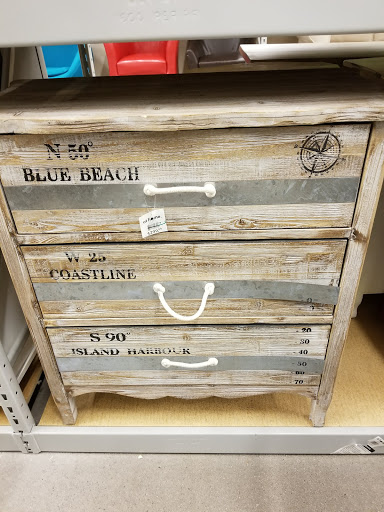 N 50°
BLUE BEACH
W 25
COASTLINE
S 90°
ISLAND HARBOUR
20
30
40
50
60
70